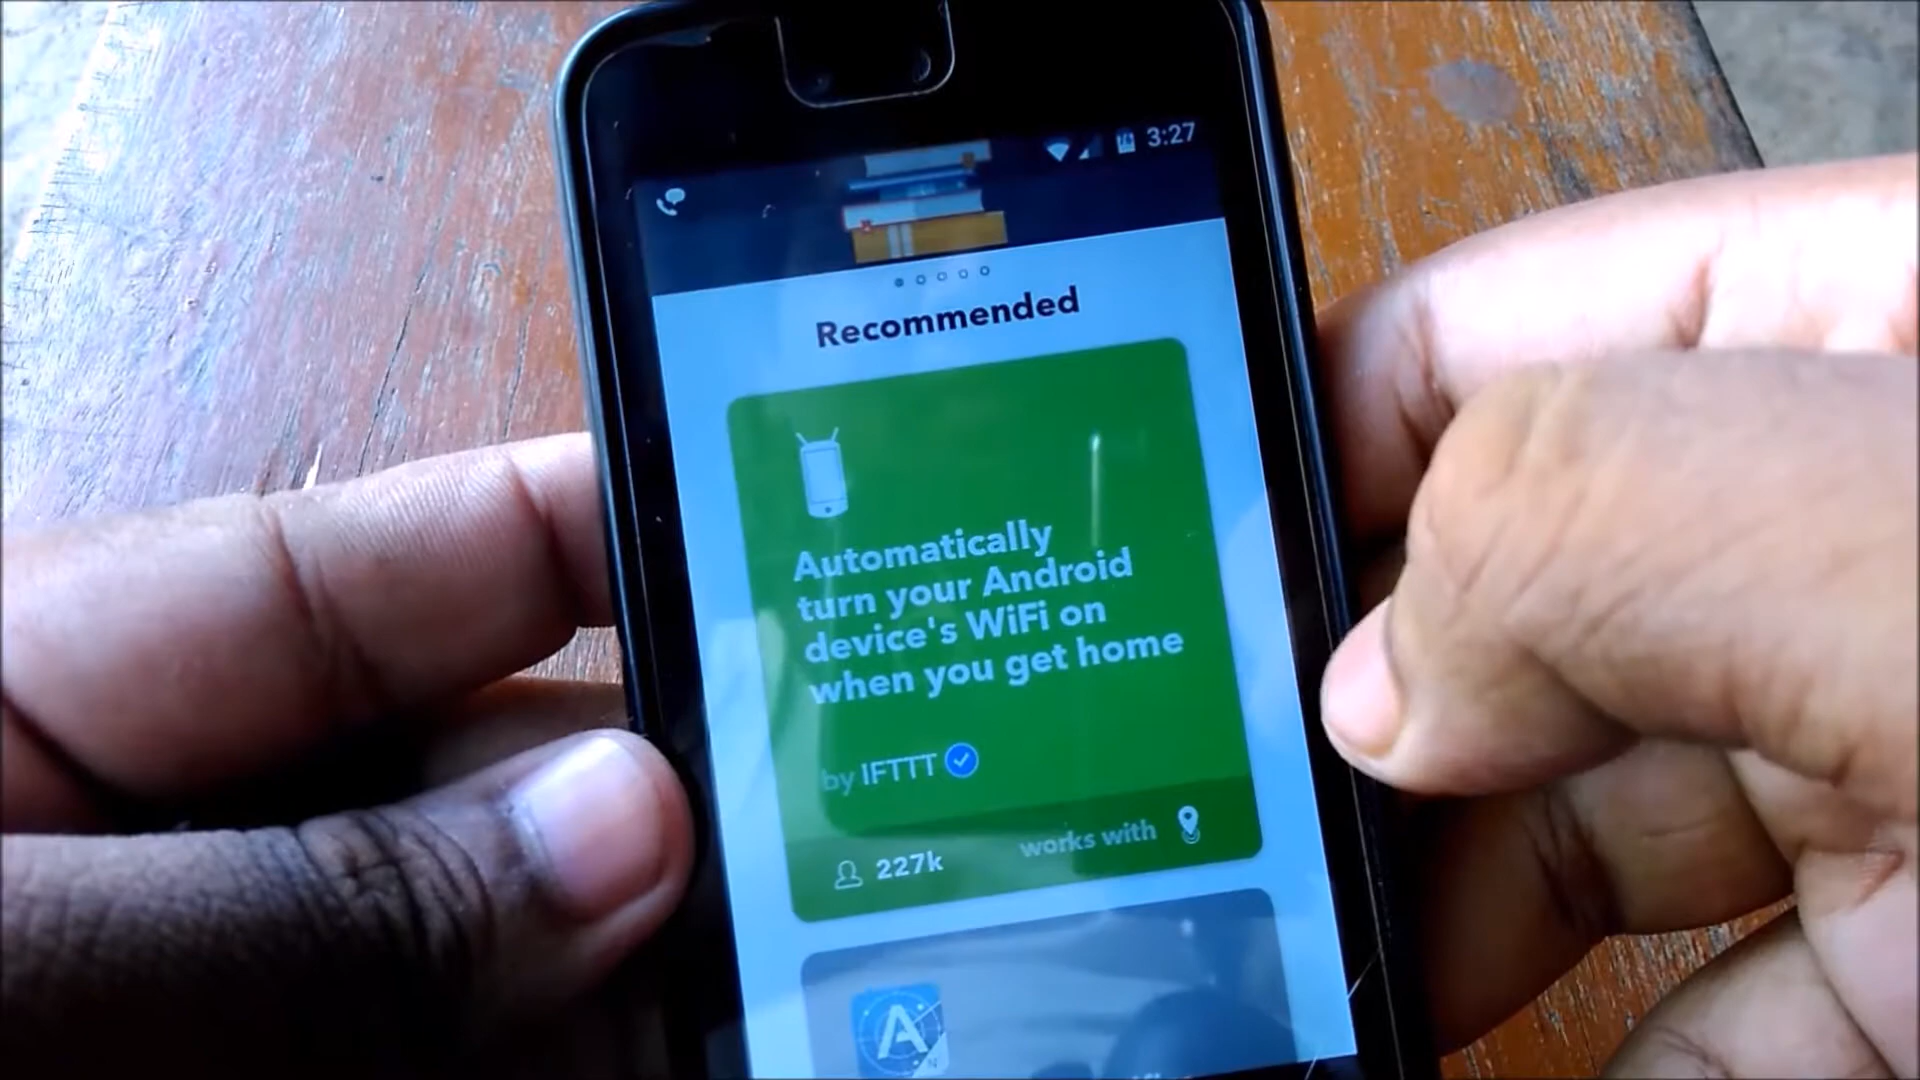 3:27
Recommended
Automatically
turn your Android
device's WiFi on
when you get home
by IFTTT
227k
works with
A